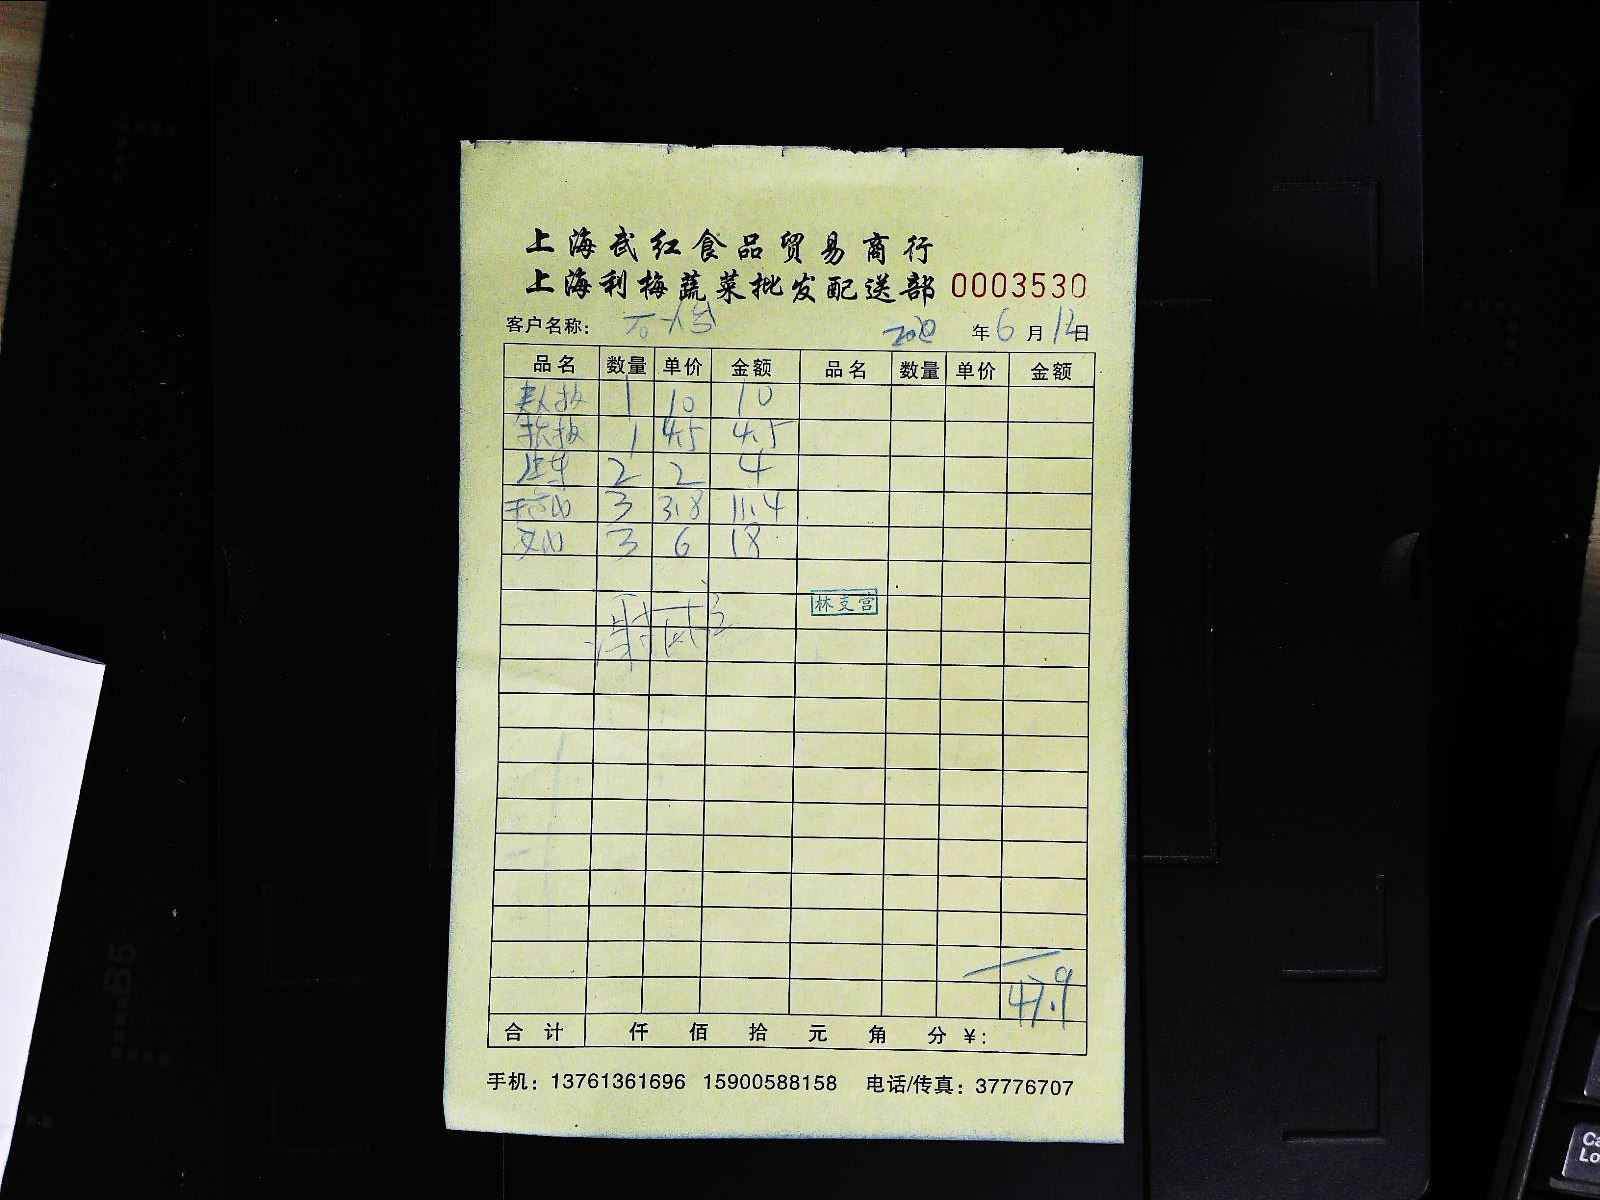 上海武红食品贸易商行
上海利梅蔬菜批发配送部 0003530
客户名称： 年 6 月 12 日
品名 数量 单价 金额 品名 数量 单价 金额
1 10 10
1 4.5 4.5
2 2 4
3 3.8 11.4
3 6 18
林支营
谢
47.9
合计 仟 佰 拾 元 角 分 ¥：
手机：13761361696 15900588158 电话/传真：37776707
B6